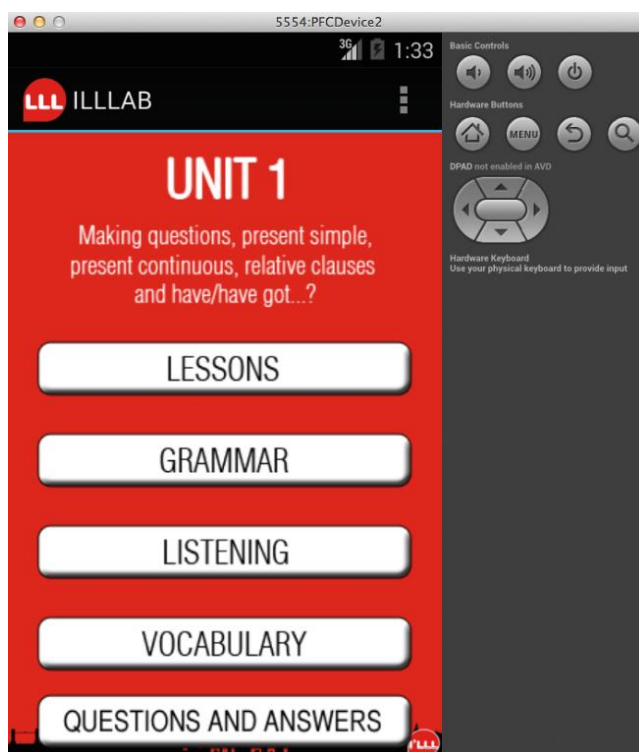 5554:PFCDevice2
3G 1:33
LLL ILLLAB
UNIT 1
Making questions, present simple,
present continuous, relative clauses
and have/have got...?
LESSONS
GRAMMAR
LISTENING
VOCABULARY
QUESTIONS AND ANSWERS
Basic Controls
Hardware Buttons
MENU
DPAD not enabled in AVD
Hardware Keyboard
Use your physical keyboard to provide input